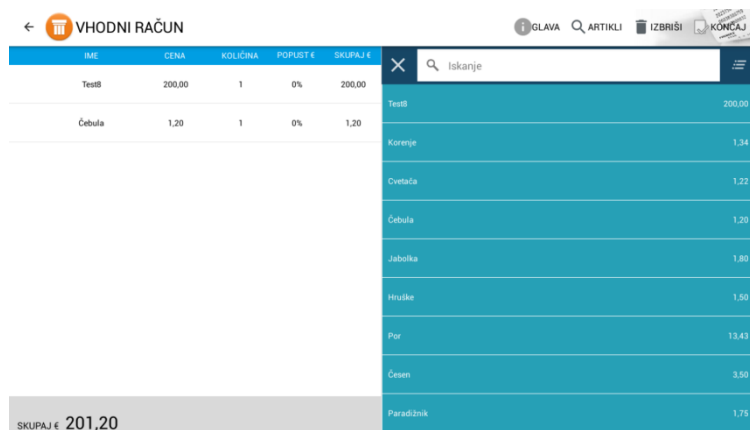 VHODNI RAČUN
GLAVA ARTIKLI IZBRIŠI KONČAJ
IME CENA KOLIČINA POPUST € SKUPAJ €
Test8 200,00 1 0% 200,00
Čebula 1,20 1 0% 1,20
SKUPAJ € 201,20
Iskanje
Test8 200,00
Korenje 1,34
Cvetača 1,22
Čebula 1,20
Jabolka 1,80
Hruške 1,50
Por 13,43
Česen 3,50
Paradižnik 1,75